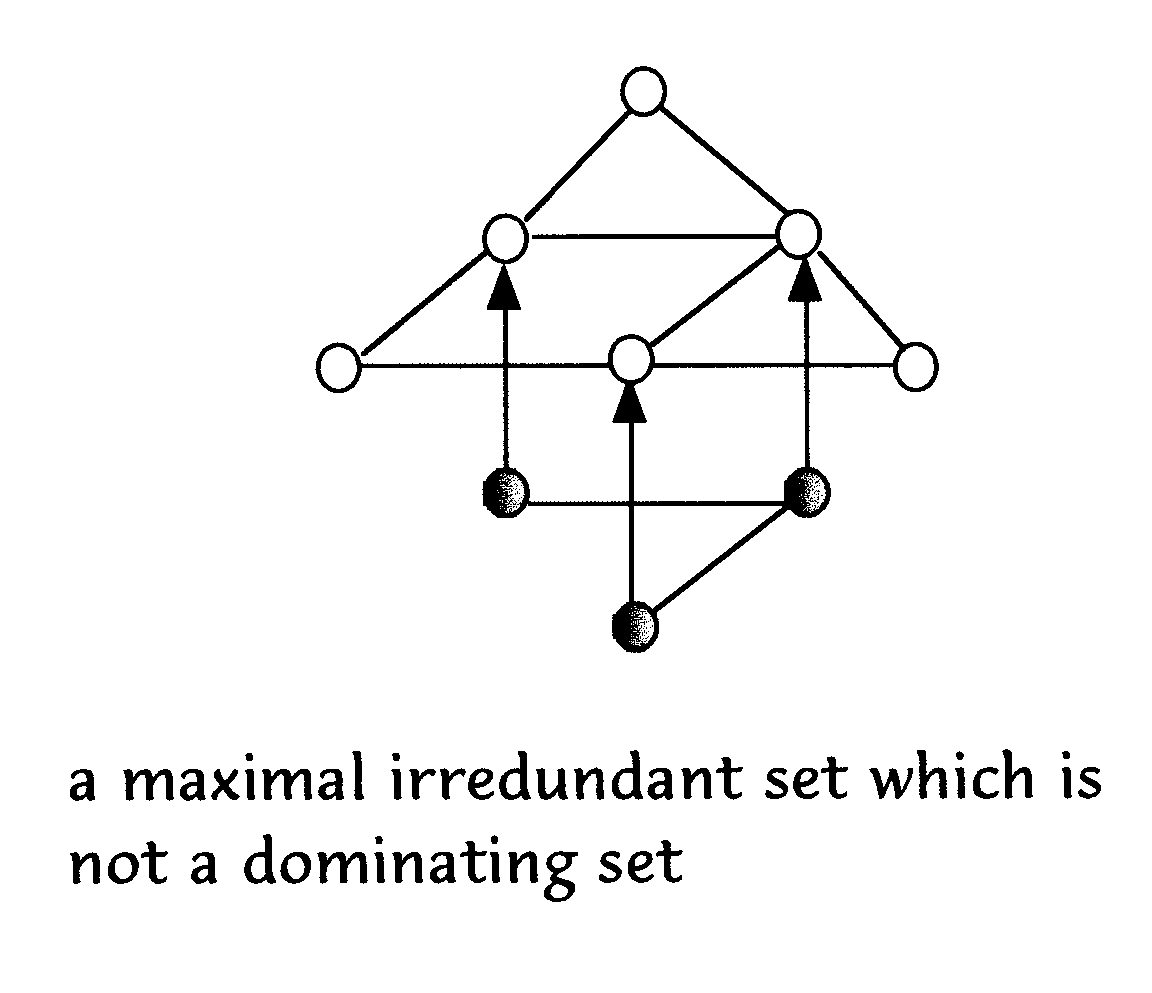 a maximal irredundant set which is
not a dominating set